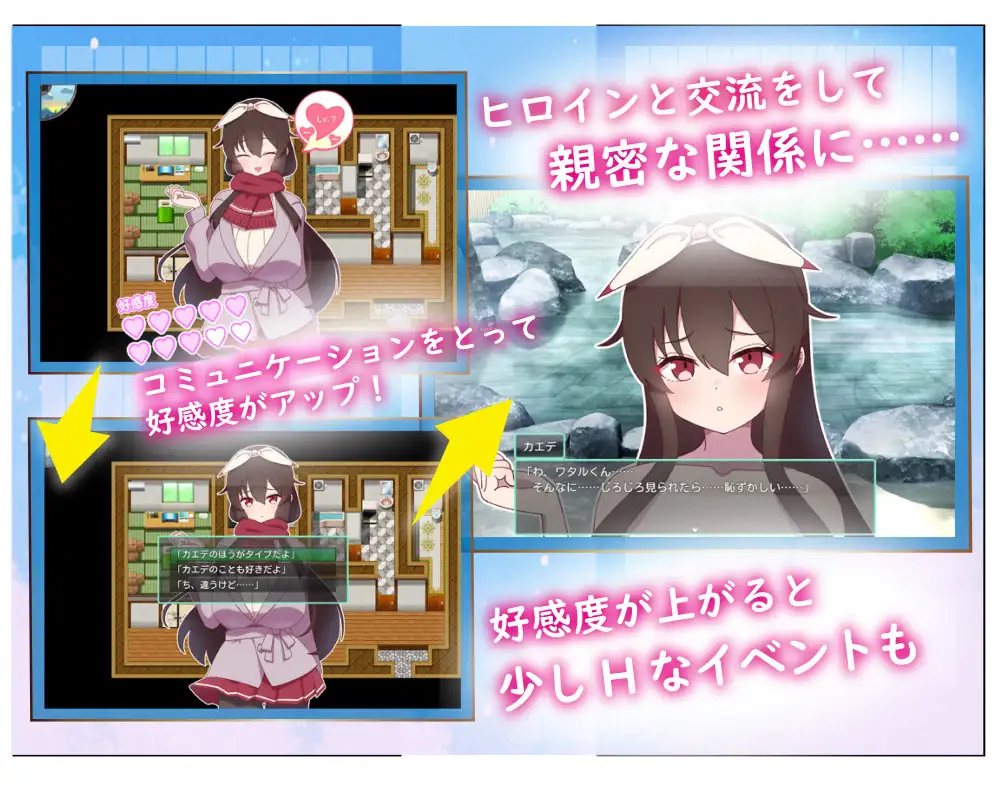 ヒロインと交流をして
親密な関係に……
Lv.7
好感度
コミュニケーションをとって
好感度がアップ！
カエデ
「わ、ワタルくん……
そんなに……じろじろ見られたら……恥ずかしい……」
「カエデのほうがタイプだよ」
「カエデのことも好きだよ」
「ち、違うけど……」
好感度が上がると
少しHなイベントも